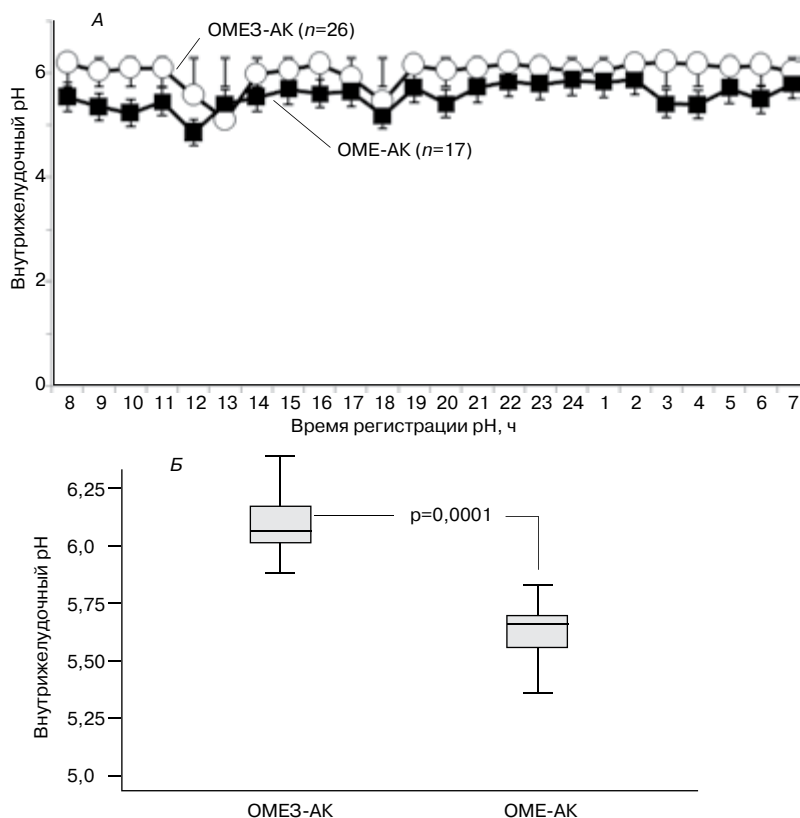 А
ОМЕЗ-АК (n=26)
6
ОМЕ-АК (n=17)
4
2
0
Внутрижелудочный pH
8 9 10 11 12 13 14 15 16 17 18 19 20 21 22 23 24 1 2 3 4 5 6 7
Время регистрации pH, ч
Б
6,25
6,0
5,75
5,50
5,25
5,0
Внутрижелудочный pH
p=0,0001
ОМЕЗ-АК ОМЕ-АК